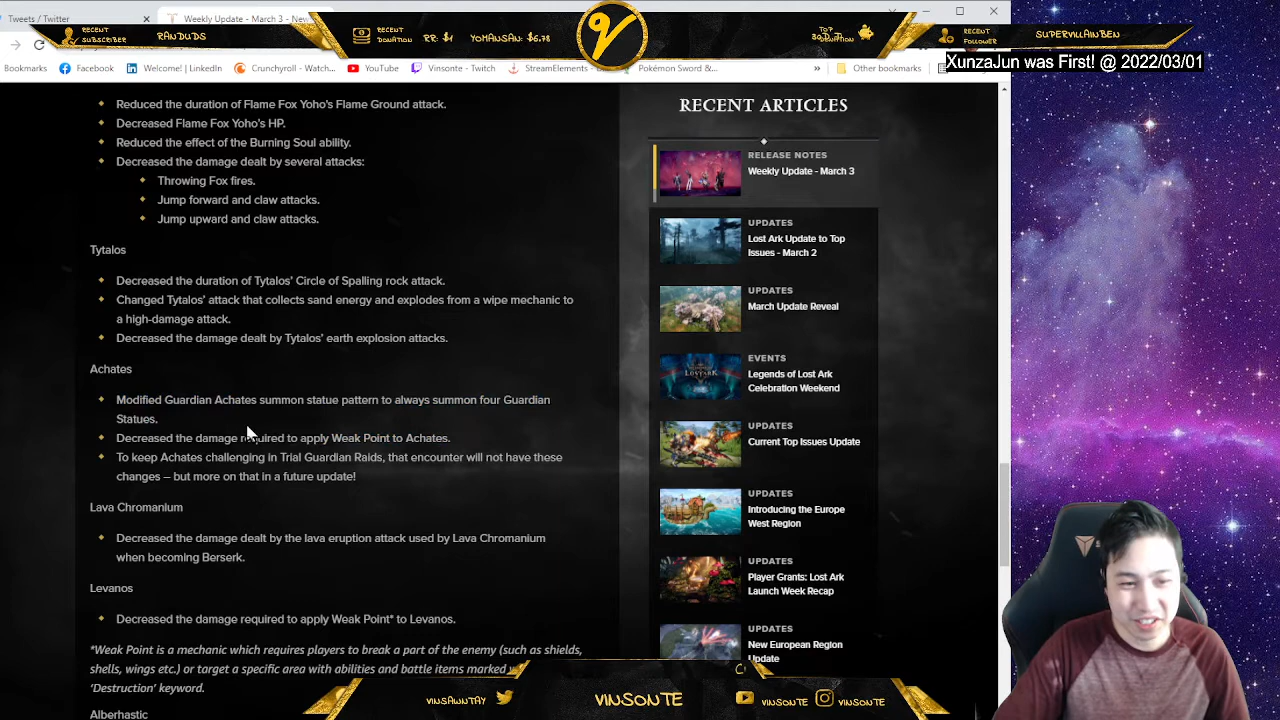 Tweets / Twitter
Weekly Update - March 3 - New
RECENT SUBSCRIBER
RANDUDS
RECENT DONATION
RR: $4
YOMANSAN: $6.78
RECENT FOLLOWER
SUPERVILLAINBEN
XunzaJun was First! @ 2022/03/01
Bookmarks
Facebook
Welcome! | LinkedIn
Crunchyroll - Watch...
YouTube
Vinsonte - Twitch
StreamElements -
Pokémon Sword &...
»
Other bookmarks
Reduced the duration of Flame Fox Yoho's Flame Ground attack.
Decreased Flame Fox Yoho's HP.
Reduced the effect of the Burning Soul ability.
Decreased the damage dealt by several attacks:
Throwing Fox fires.
Jump forward and claw attacks.
Jump upward and claw attacks.
Tytalos
Decreased the duration of Tytalos' Circle of Spalling rock attack.
Changed Tytalos' attack that collects sand energy and explodes from a wipe mechanic to
a high-damage attack.
Decreased the damage dealt by Tytalos' earth explosion attacks.
Achates
Modified Guardian Achates summon statue pattern to always summon four Guardian
Statues.
Decreased the damage required to apply Weak Point to Achates.
To keep Achates challenging in Trial Guardian Raids, that encounter will not have these
changes – but more on that in a future update!
Lava Chromanium
Decreased the damage dealt by the lava eruption attack used by Lava Chromanium
when becoming Berserk.
Levanos
Decreased the damage required to apply Weak Point* to Levanos.
*Weak Point is a mechanic which requires players to break a part of the enemy (such as shields,
shells, wings etc.) or target a specific area with abilities and battle items marked
'Destruction' keyword.
Alberhastic
RECENT ARTICLES
RELEASE NOTES
Weekly Update - March 3
UPDATES
Lost Ark Update to Top
Issues - March 2
UPDATES
March Update Reveal
EVENTS
Legends of Lost Ark
Celebration Weekend
UPDATES
Current Top Issues Update
UPDATES
Introducing the Europe
West Region
UPDATES
Player Grants: Lost Ark
Launch Week Recap
UPDATES
New European Region
Update
VINSAWNTAY
VINSONTE
VINSONTE
VINSONTE